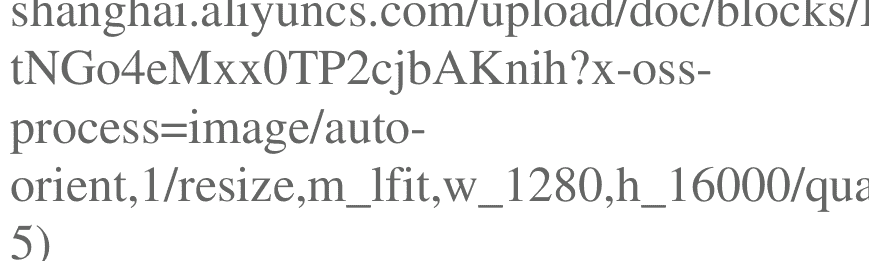 shanghai.aliyuncs.com/upload/doc/blocks/
tNGo4eMxx0TP2cjbAKnih?x-oss-
process=image/auto-
orient,1/resize,m_lfit,w_1280,h_16000/qua
5)